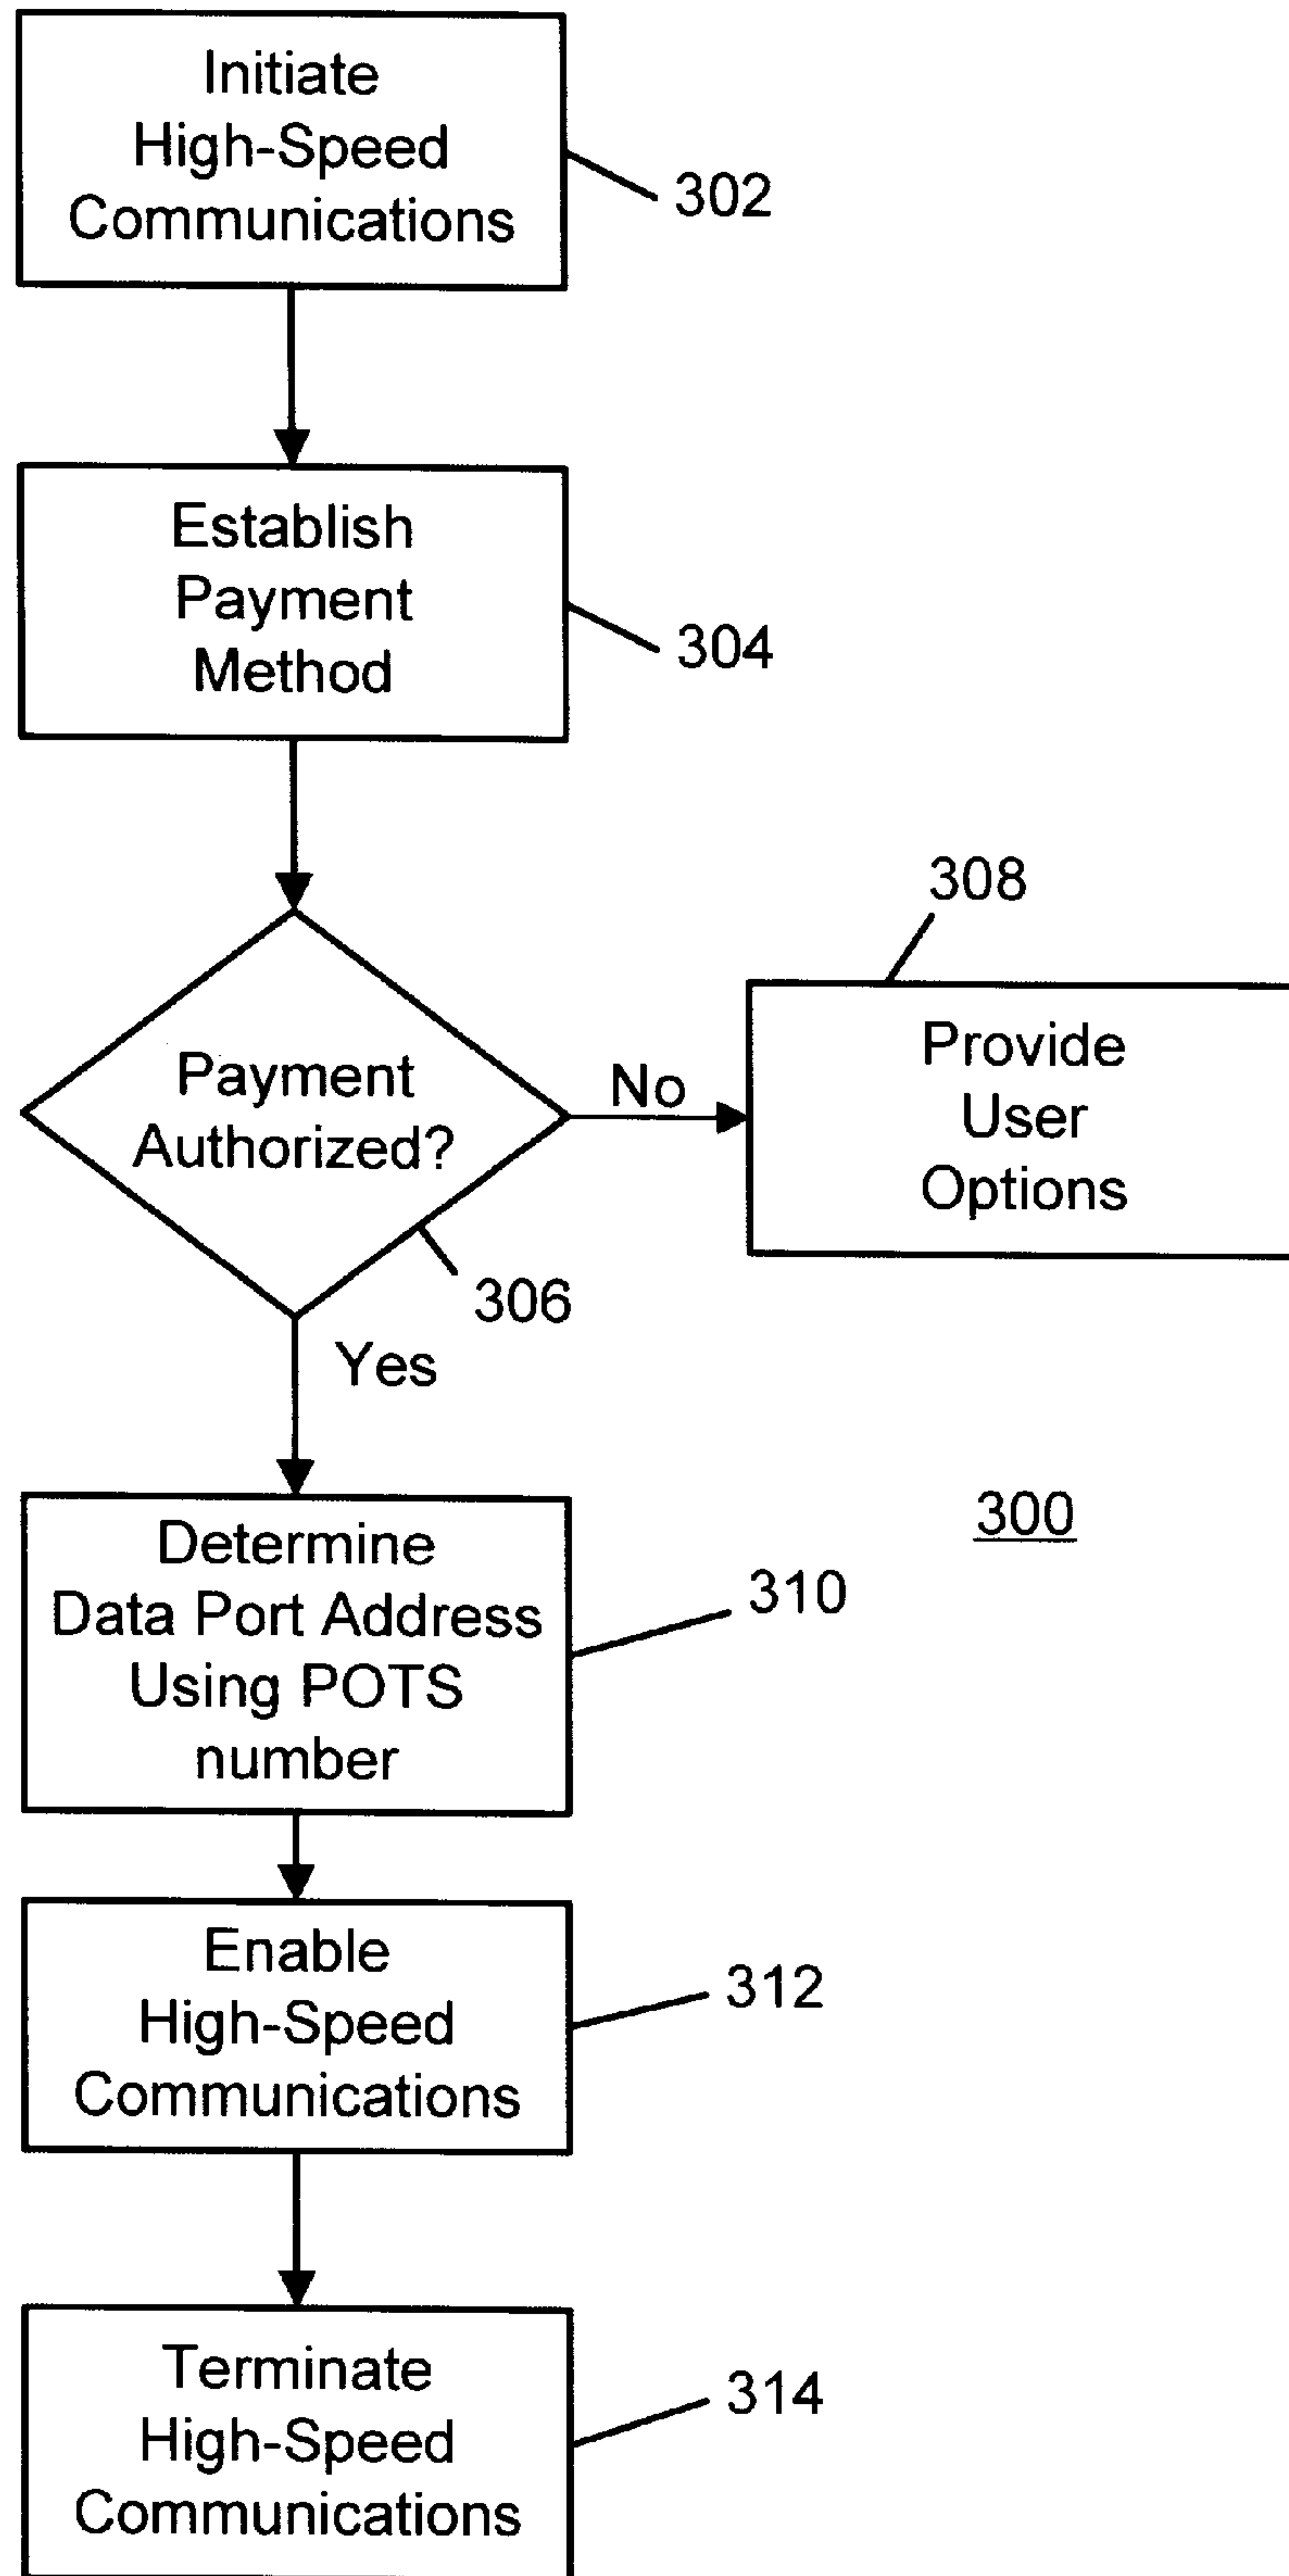 Initiate
High-Speed
Communications
302
Establish
Payment
Method
304
308
Payment
Authorized?
No
Provide
User
Options
306
Yes
300
Determine
Data Port Address
Using POTS
number
310
Enable
High-Speed
Communications
312
Terminate
High-Speed
Communications
314